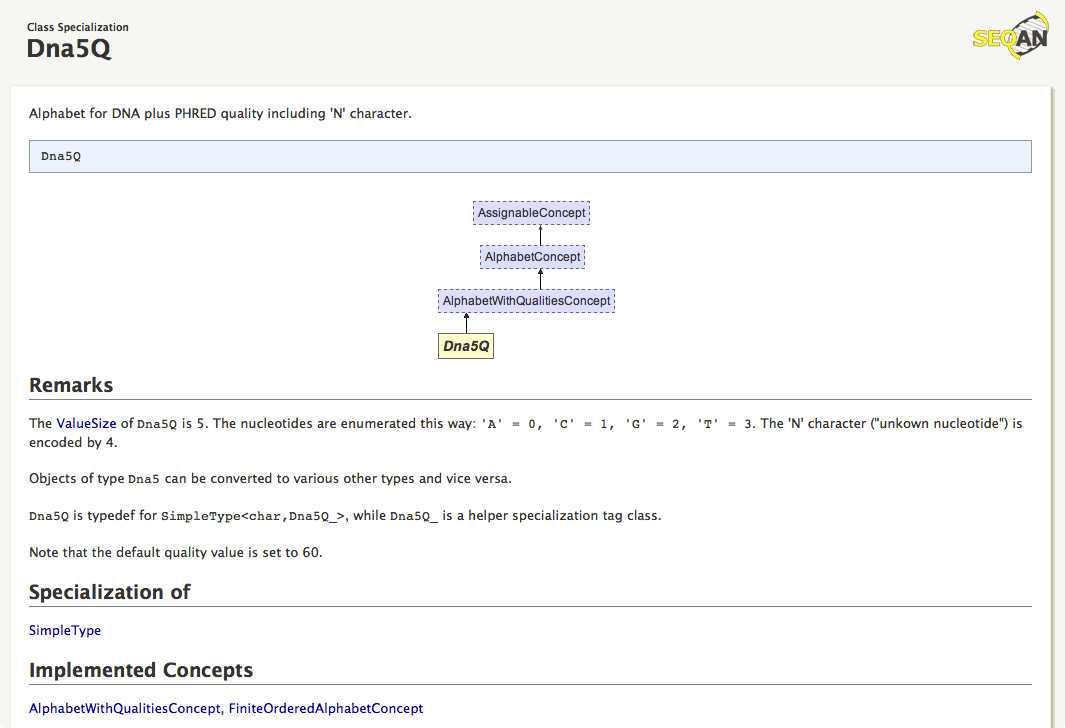 Class Specialization
Dna5Q
SEQAN
Alphabet for DNA plus PHRED quality including 'N' character.
Dna5Q
AssignableConcept
AlphabetConcept
AlphabetWithQualitiesConcept
Dna5Q
Remarks
The ValueSize of Dna5Q is 5. The nucleotides are enumerated this way: 'A' = 0, 'C' = 1, 'G' = 2, 'T' = 3. The 'N' character ("unkown nucleotide") is
encoded by 4.
Objects of type Dna5 can be converted to various other types and vice versa.
Dna5Q is typedef for SimpleType<char,Dna5Q_>, while Dna5Q_ is a helper specialization tag class.
Note that the default quality value is set to 60.
Specialization of
SimpleType
Implemented Concepts
AlphabetWithQualitiesConcept, FiniteOrderedAlphabetConcept